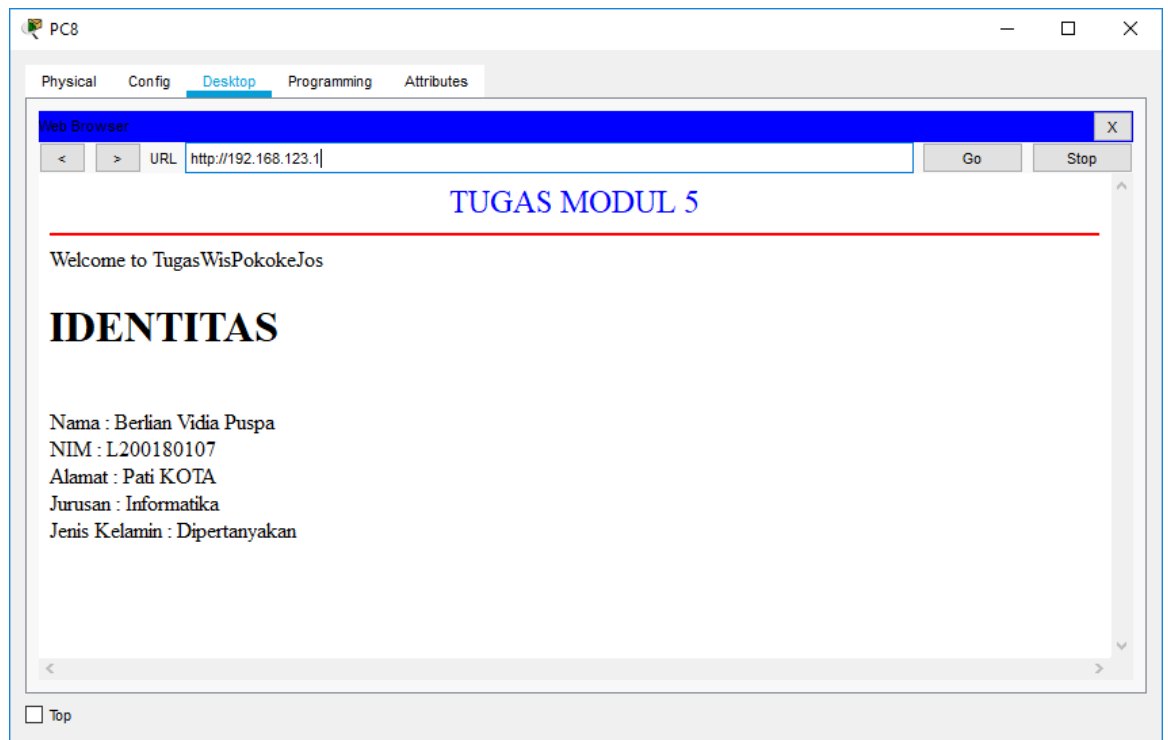 PC8
Physical Config Desktop Programming Attributes
Web Browser
X
< > URL http://192.168.123.1 Go Stop
TUGAS MODUL 5
Welcome to TugasWisPokokeJos
IDENTITAS
Nama : Berlian Vidia Puspa
NIM : L200180107
Alamat : Pati KOTA
Jurusan : Informatika
Jenis Kelamin : Dipertanyakan
Top